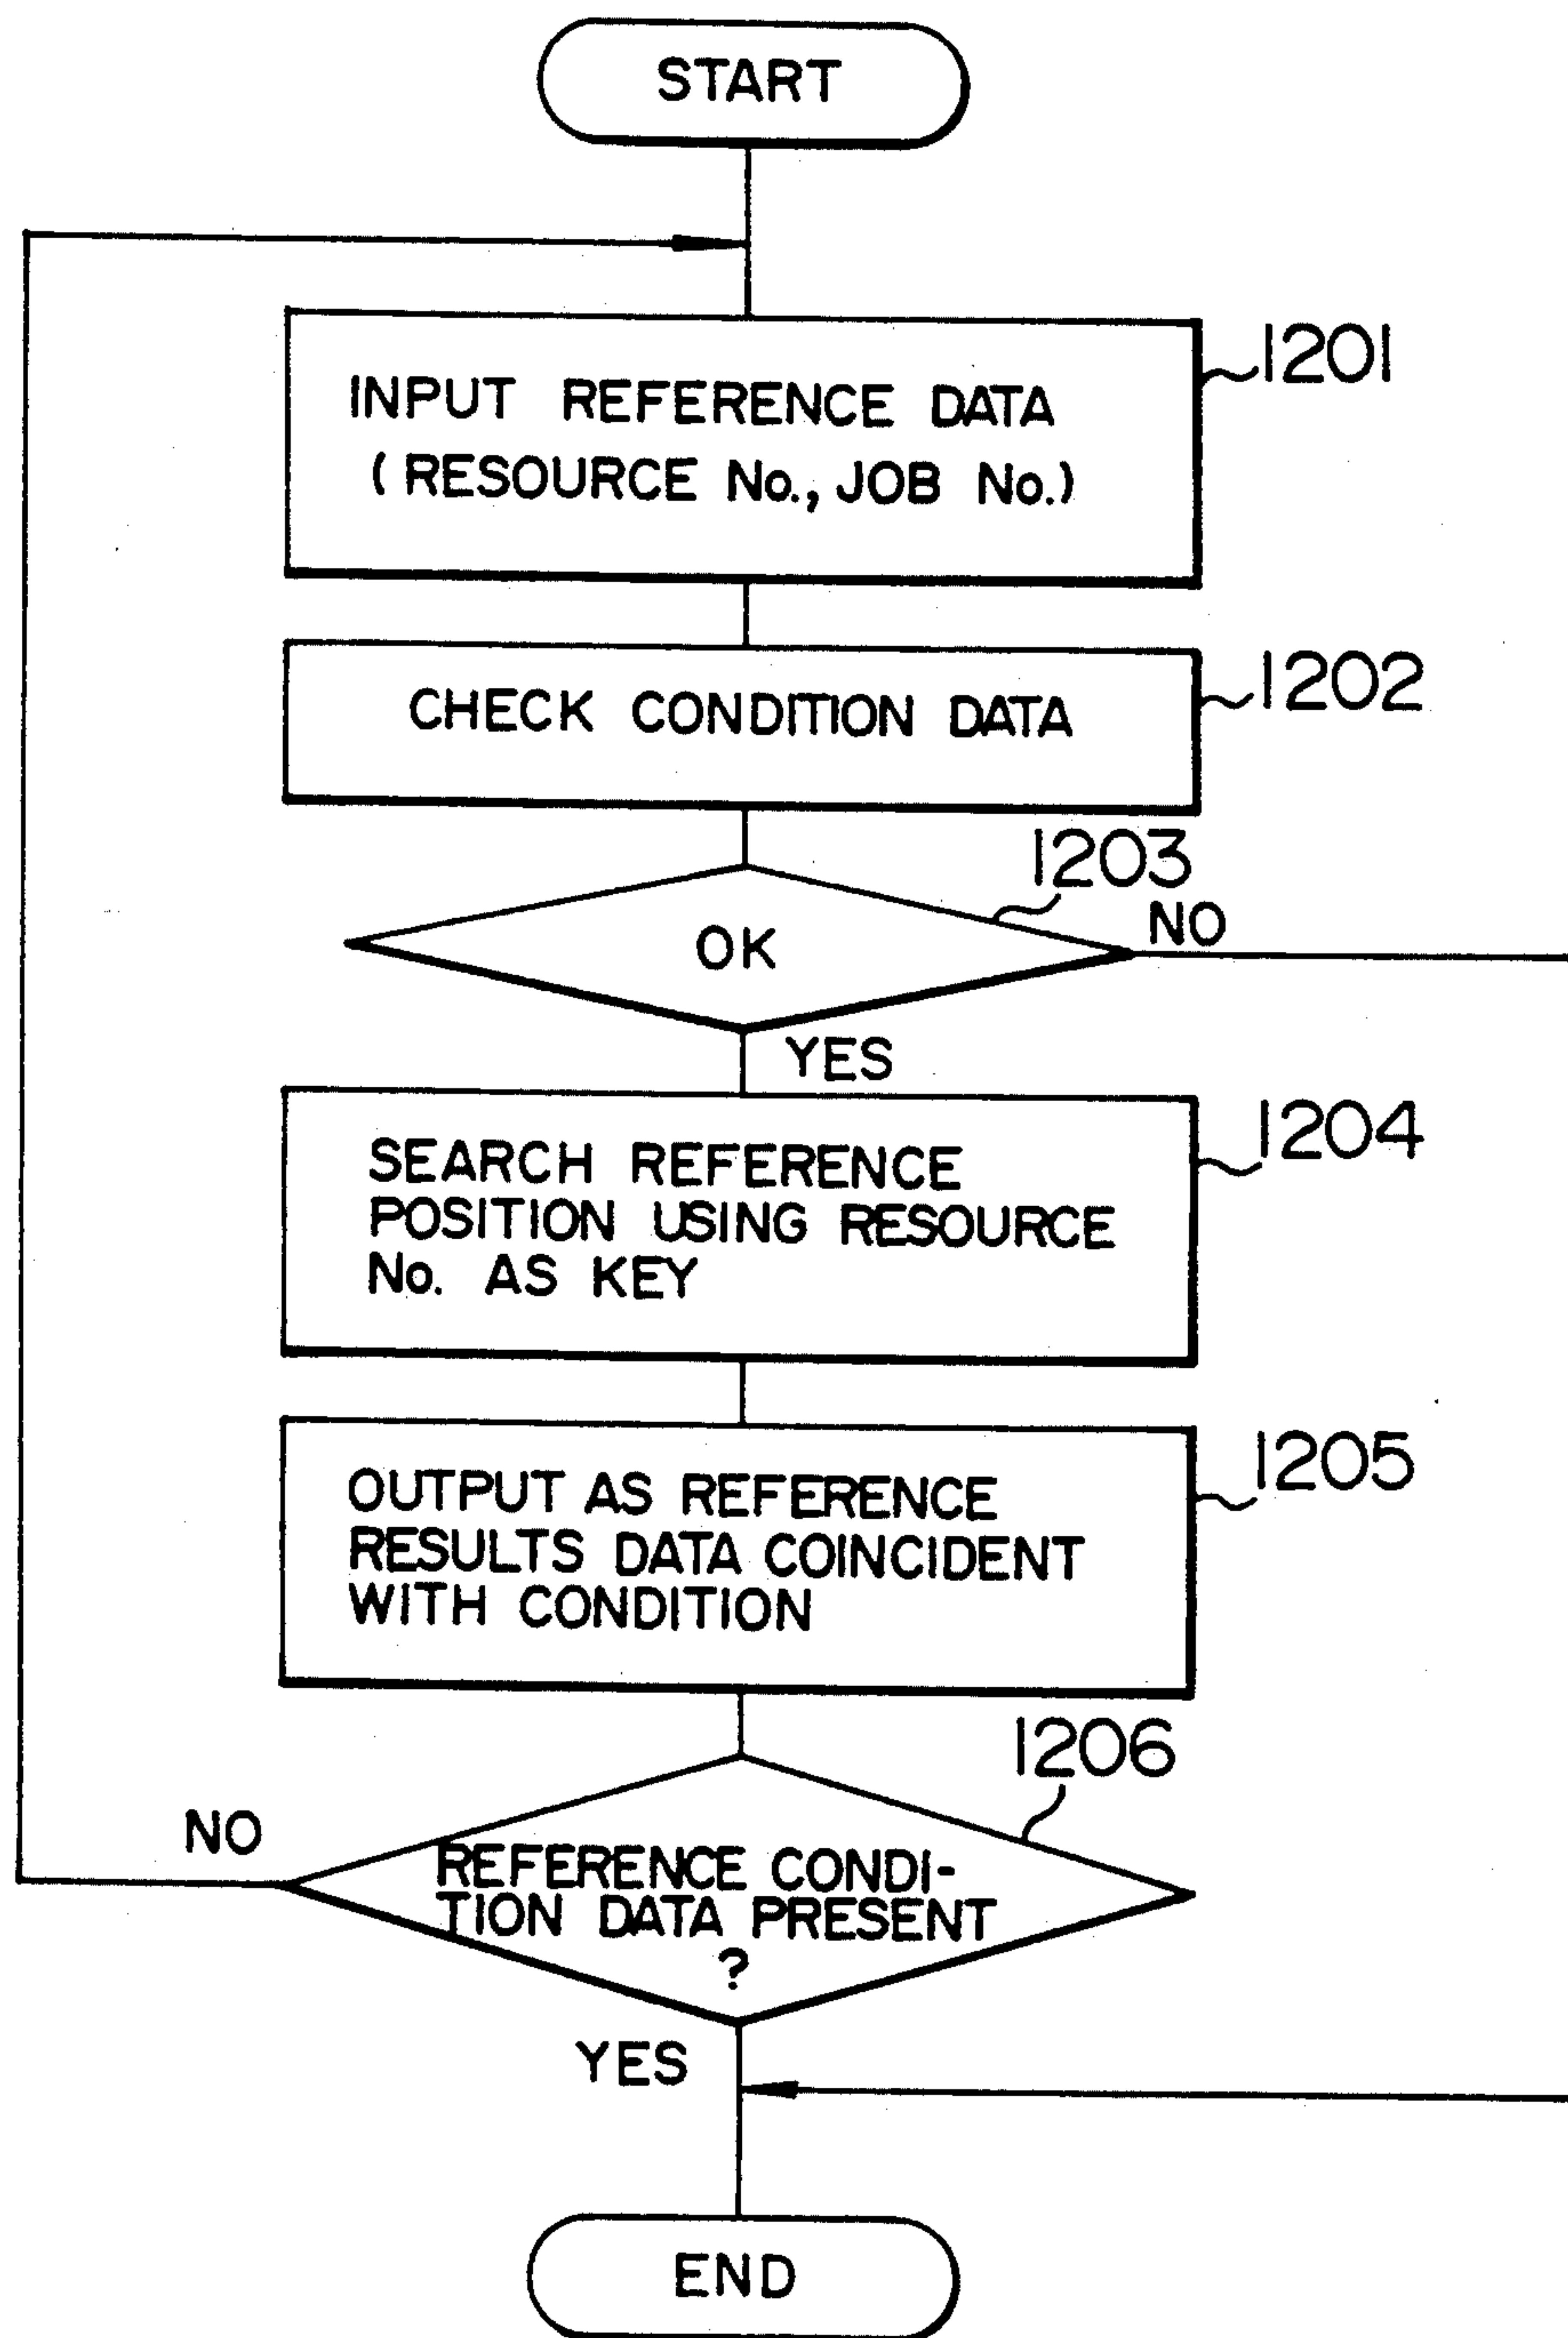 START
INPUT REFERENCE DATA
(RESOURCE No., JOB No.)
1201
CHECK CONDITION DATA
1202
1203
OK
NO
YES
SEARCH REFERENCE
POSITION USING RESOURCE
No. AS KEY
1204
OUTPUT AS REFERENCE
RESULTS DATA COINCIDENT
WITH CONDITION
1205
1206
NO
REFERENCE CONDI-
TION DATA PRESENT
?
YES
END